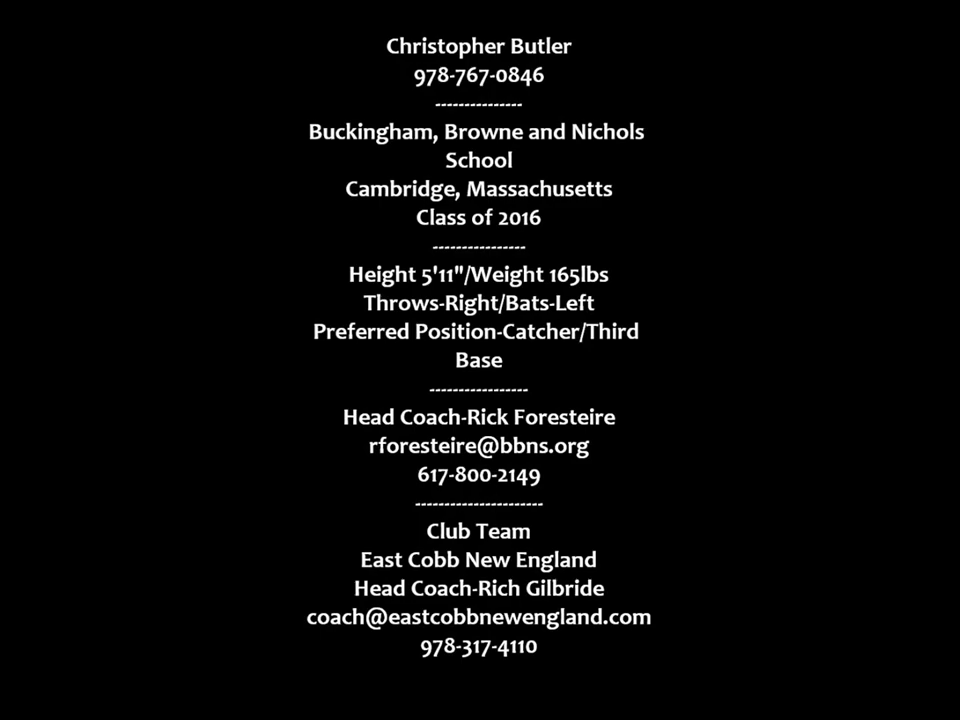 Christopher Butler
978-767-0846
---------------
Buckingham, Browne and Nichols
School
Cambridge, Massachusetts
Class of 2016
----------------
Height 5'11"/Weight 165lbs
Throws-Right/Bats-Left
Preferred Position-Catcher/Third
Base
-----------------
Head Coach-Rick Foresteire
rforesteire@bbns.org
617-800-2149
----------------------
Club Team
East Cobb New England
Head Coach-Rich Gilbride
coach@eastcobbnewengland.com
978-317-4110